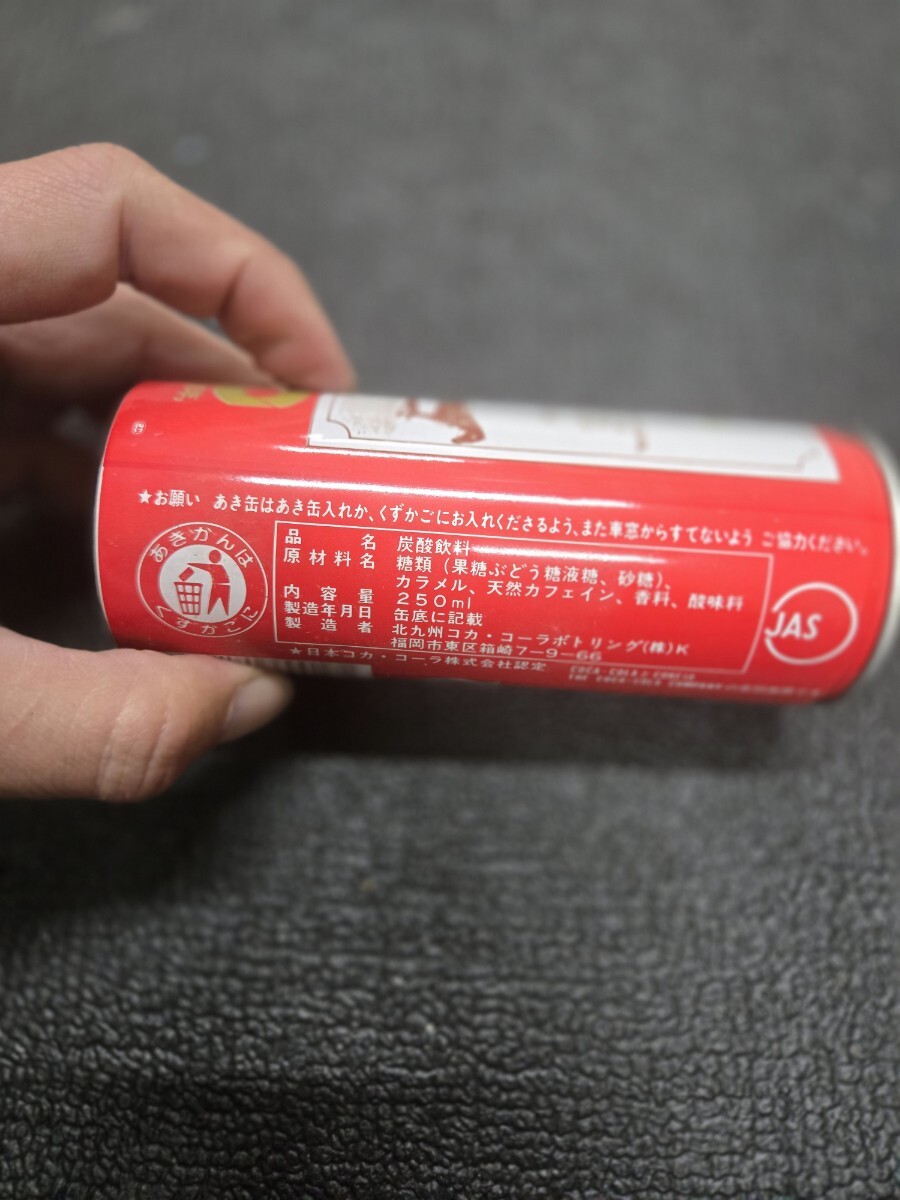 ★お願い あき缶はあき缶入れか、くずかごにお入れくださるよう、また車窓からすてないよう ご協力ください。
あきかんは
くずかごに
品名 炭酸飲料
原材料名 糖類（果糖ぶどう糖液糖、砂糖）、
カラメル、天然カフェイン、香料、酸味料
内容量 250ml
製造年月日 缶底に記載
製造者 北九州コカ・コーラボトリング(株)K
福岡市東区箱崎7-9-66
JAS
★日本コカ・コーラ株式会社認定
THE COCA-COLA COMPANY